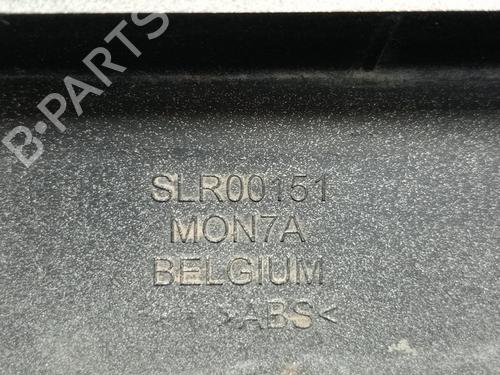 B-PARTS
SLR00151
MON7A
BELGIUM
>ABS<